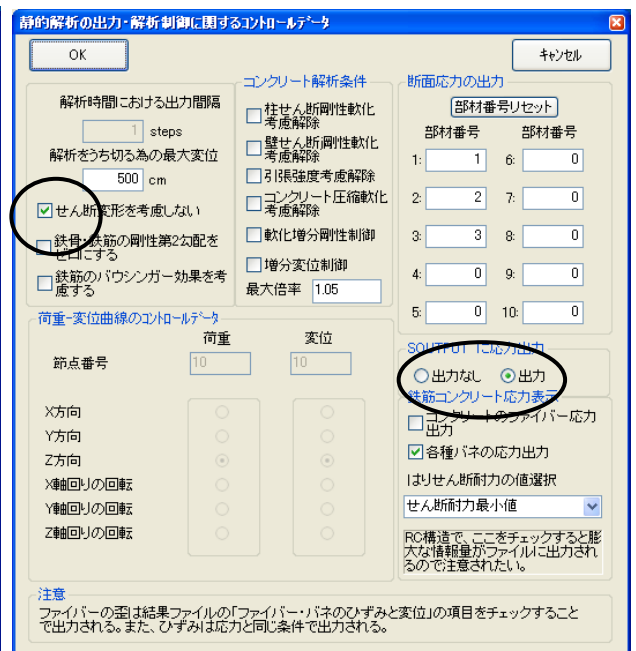 静的解析の出力・解析制御に関するコントロールデータ
OK
キャンセル
解析時間における出力間隔
1 steps
解析をうち切る為の最大変位
500 cm
せん断変形を考慮しない
鉄骨・鉄筋の剛性第2勾配を
ゼロにする
鉄筋のバウシンガー効果を考
慮する
コンクリート解析条件
柱せん断剛性軟化
考慮解除
壁せん断剛性軟化
考慮解除
引張強度考慮解除
コンクリート圧縮軟化
考慮解除
軟化増分剛性制御
増分変位制御
最大倍率 1.05
断面応力の出力
部材番号リセット
部材番号 部材番号
1: 1 6: 0
2: 2 7: 0
3: 3 8: 0
4: 0 9: 0
5: 0 10: 0
荷重-変位曲線のコントロールデータ
荷重 変位
節点番号 10 10
X方向
Y方向
Z方向
X軸回りの回転
Y軸回りの回転
Z軸回りの回転
SOUTPUT1に応力出力
出力なし 出力
鉄筋コンクリート応力表示
コンクリートのファイバー応力
出力
各種バネの応力出力
はりせん断耐力の値選択
せん断耐力最小値
RC構造で、ここをチェックすると膨
大な情報量がファイルに出力され
るので注意されたい。
注意
ファイバーの歪は結果ファイルの「ファイバー・バネのひずみと変位」の項目をチェックすること
で出力される。また、ひずみは応力と同じ条件で出力される。